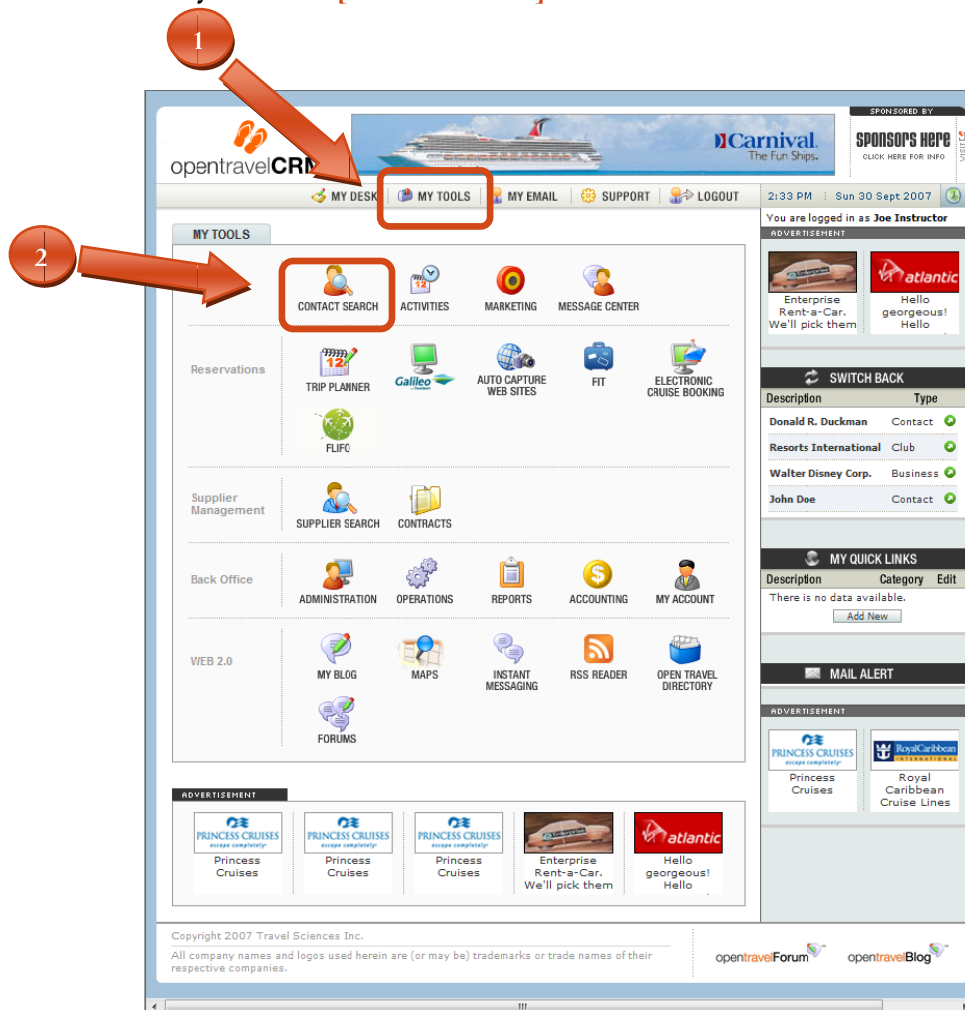 1
SPONSORED BY
Carnival.
The Fun Ships.
SPONSORS HERE
CLICK HERE FOR INFO
opentravelCRM
MY DESK
MY TOOLS
MY EMAIL
SUPPORT
LOGOUT
2:33 PM : Sun 30 Sept 2007
You are logged in as Joe Instructor
MY TOOLS
2
CONTACT SEARCH
ACTIVITIES
MARKETING
MESSAGE CENTER
Reservations
TRIP PLANNER
Galileo
AUTO CAPTURE
WEB SITES
FIT
ELECTRONIC
CRUISE BOOKING
FLIFO
Supplier
Management
SUPPLIER SEARCH
CONTRACTS
Back Office
ADMINISTRATION
OPERATIONS
REPORTS
ACCOUNTING
MY ACCOUNT
WEB 2.0
MY BLOG
MAPS
INSTANT
MESSAGING
RSS READER
OPEN TRAVEL
DIRECTORY
FORUMS
ADVERTISEMENT
atlantic
Enterprise
Rent-a-Car.
We'll pick them
Hello
georgeous!
Hello
SWITCH BACK
Description Type
Donald R. Duckman Contact
Resorts International Club
Walter Disney Corp. Business
John Doe Contact
MY QUICK LINKS
Description Category Edit
There is no data available.
Add New
MAIL ALERT
ADVERTISEMENT
PRINCESS CRUISES
escape completely
Princess
Cruises
RoyalCaribbean
INTERNATIONAL
Royal
Caribbean
Cruise Lines
ADVERTISEMENT
PRINCESS CRUISES
escape completely
Princess
Cruises
PRINCESS CRUISES
escape completely
Princess
Cruises
PRINCESS CRUISES
escape completely
Princess
Cruises
Enterprise
Rent-a-Car.
We'll pick them
atlantic
Hello
georgeous!
Hello
Copyright 2007 Travel Sciences Inc.
All company names and logos used herein are (or may be) trademarks or trade names of their
respective companies.
opentravelForum
opentravelBlog